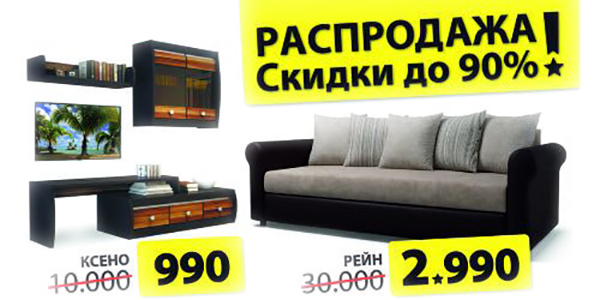 РАСПРОДАЖА!
Скидки до 90%
КСЕНО
10.000
990
РЕЙН
30.000
2.990